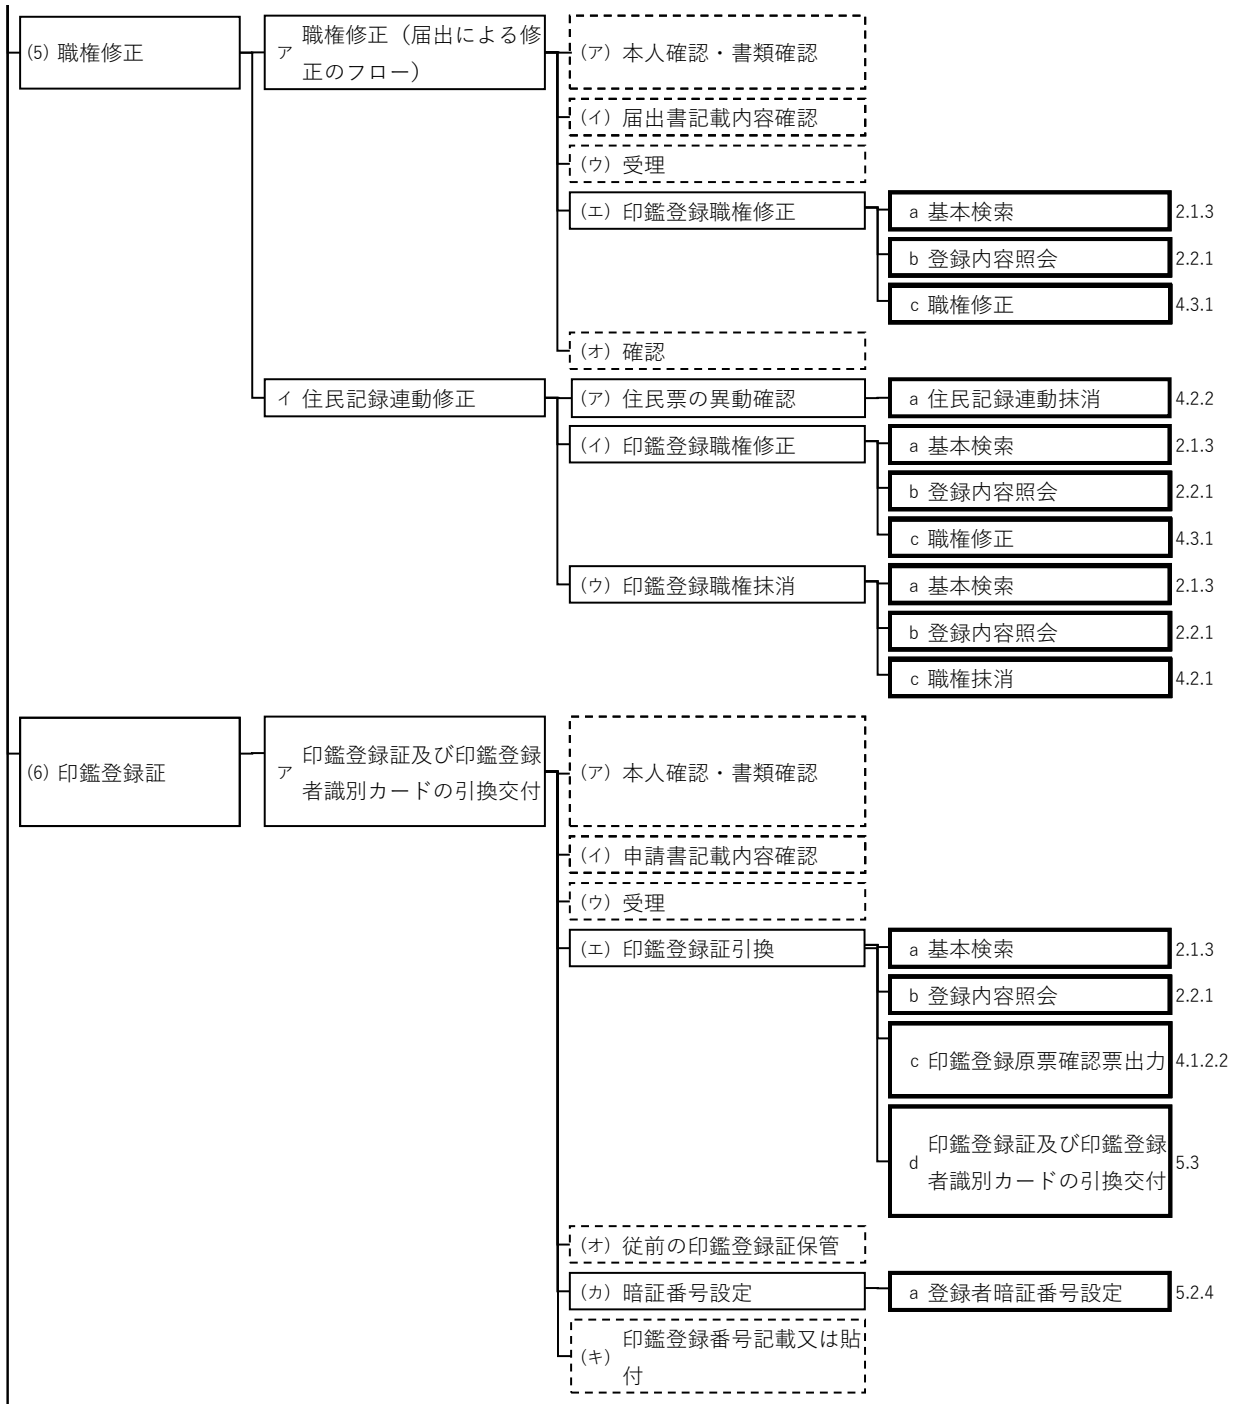 (5) 職権修正
ア 職権修正（届出による修
正のフロー）
(ア) 本人確認・書類確認
(イ) 届出書記載内容確認
(ウ) 受理
(エ) 印鑑登録職権修正
a 基本検索 2.1.3
b 登録内容照会 2.2.1
c 職権修正 4.3.1
(オ) 確認
イ 住民記録連動修正
(ア) 住民票の異動確認
a 住民記録連動抹消 4.2.2
(イ) 印鑑登録職権修正
a 基本検索 2.1.3
b 登録内容照会 2.2.1
c 職権修正 4.3.1
(ウ) 印鑑登録職権抹消
a 基本検索 2.1.3
b 登録内容照会 2.2.1
c 職権抹消 4.2.1
(6) 印鑑登録証
ア 印鑑登録証及び印鑑登録
者識別カードの引換交付
(ア) 本人確認・書類確認
(イ) 申請書記載内容確認
(ウ) 受理
(エ) 印鑑登録証引換
a 基本検索 2.1.3
b 登録内容照会 2.2.1
c 印鑑登録原票確認票出力 4.1.2.2
d 印鑑登録証及び印鑑登録
者識別カードの引換交付 5.3
(オ) 従前の印鑑登録証保管
(カ) 暗証番号設定
a 登録者暗証番号設定 5.2.4
(キ) 印鑑登録番号記載又は貼
付